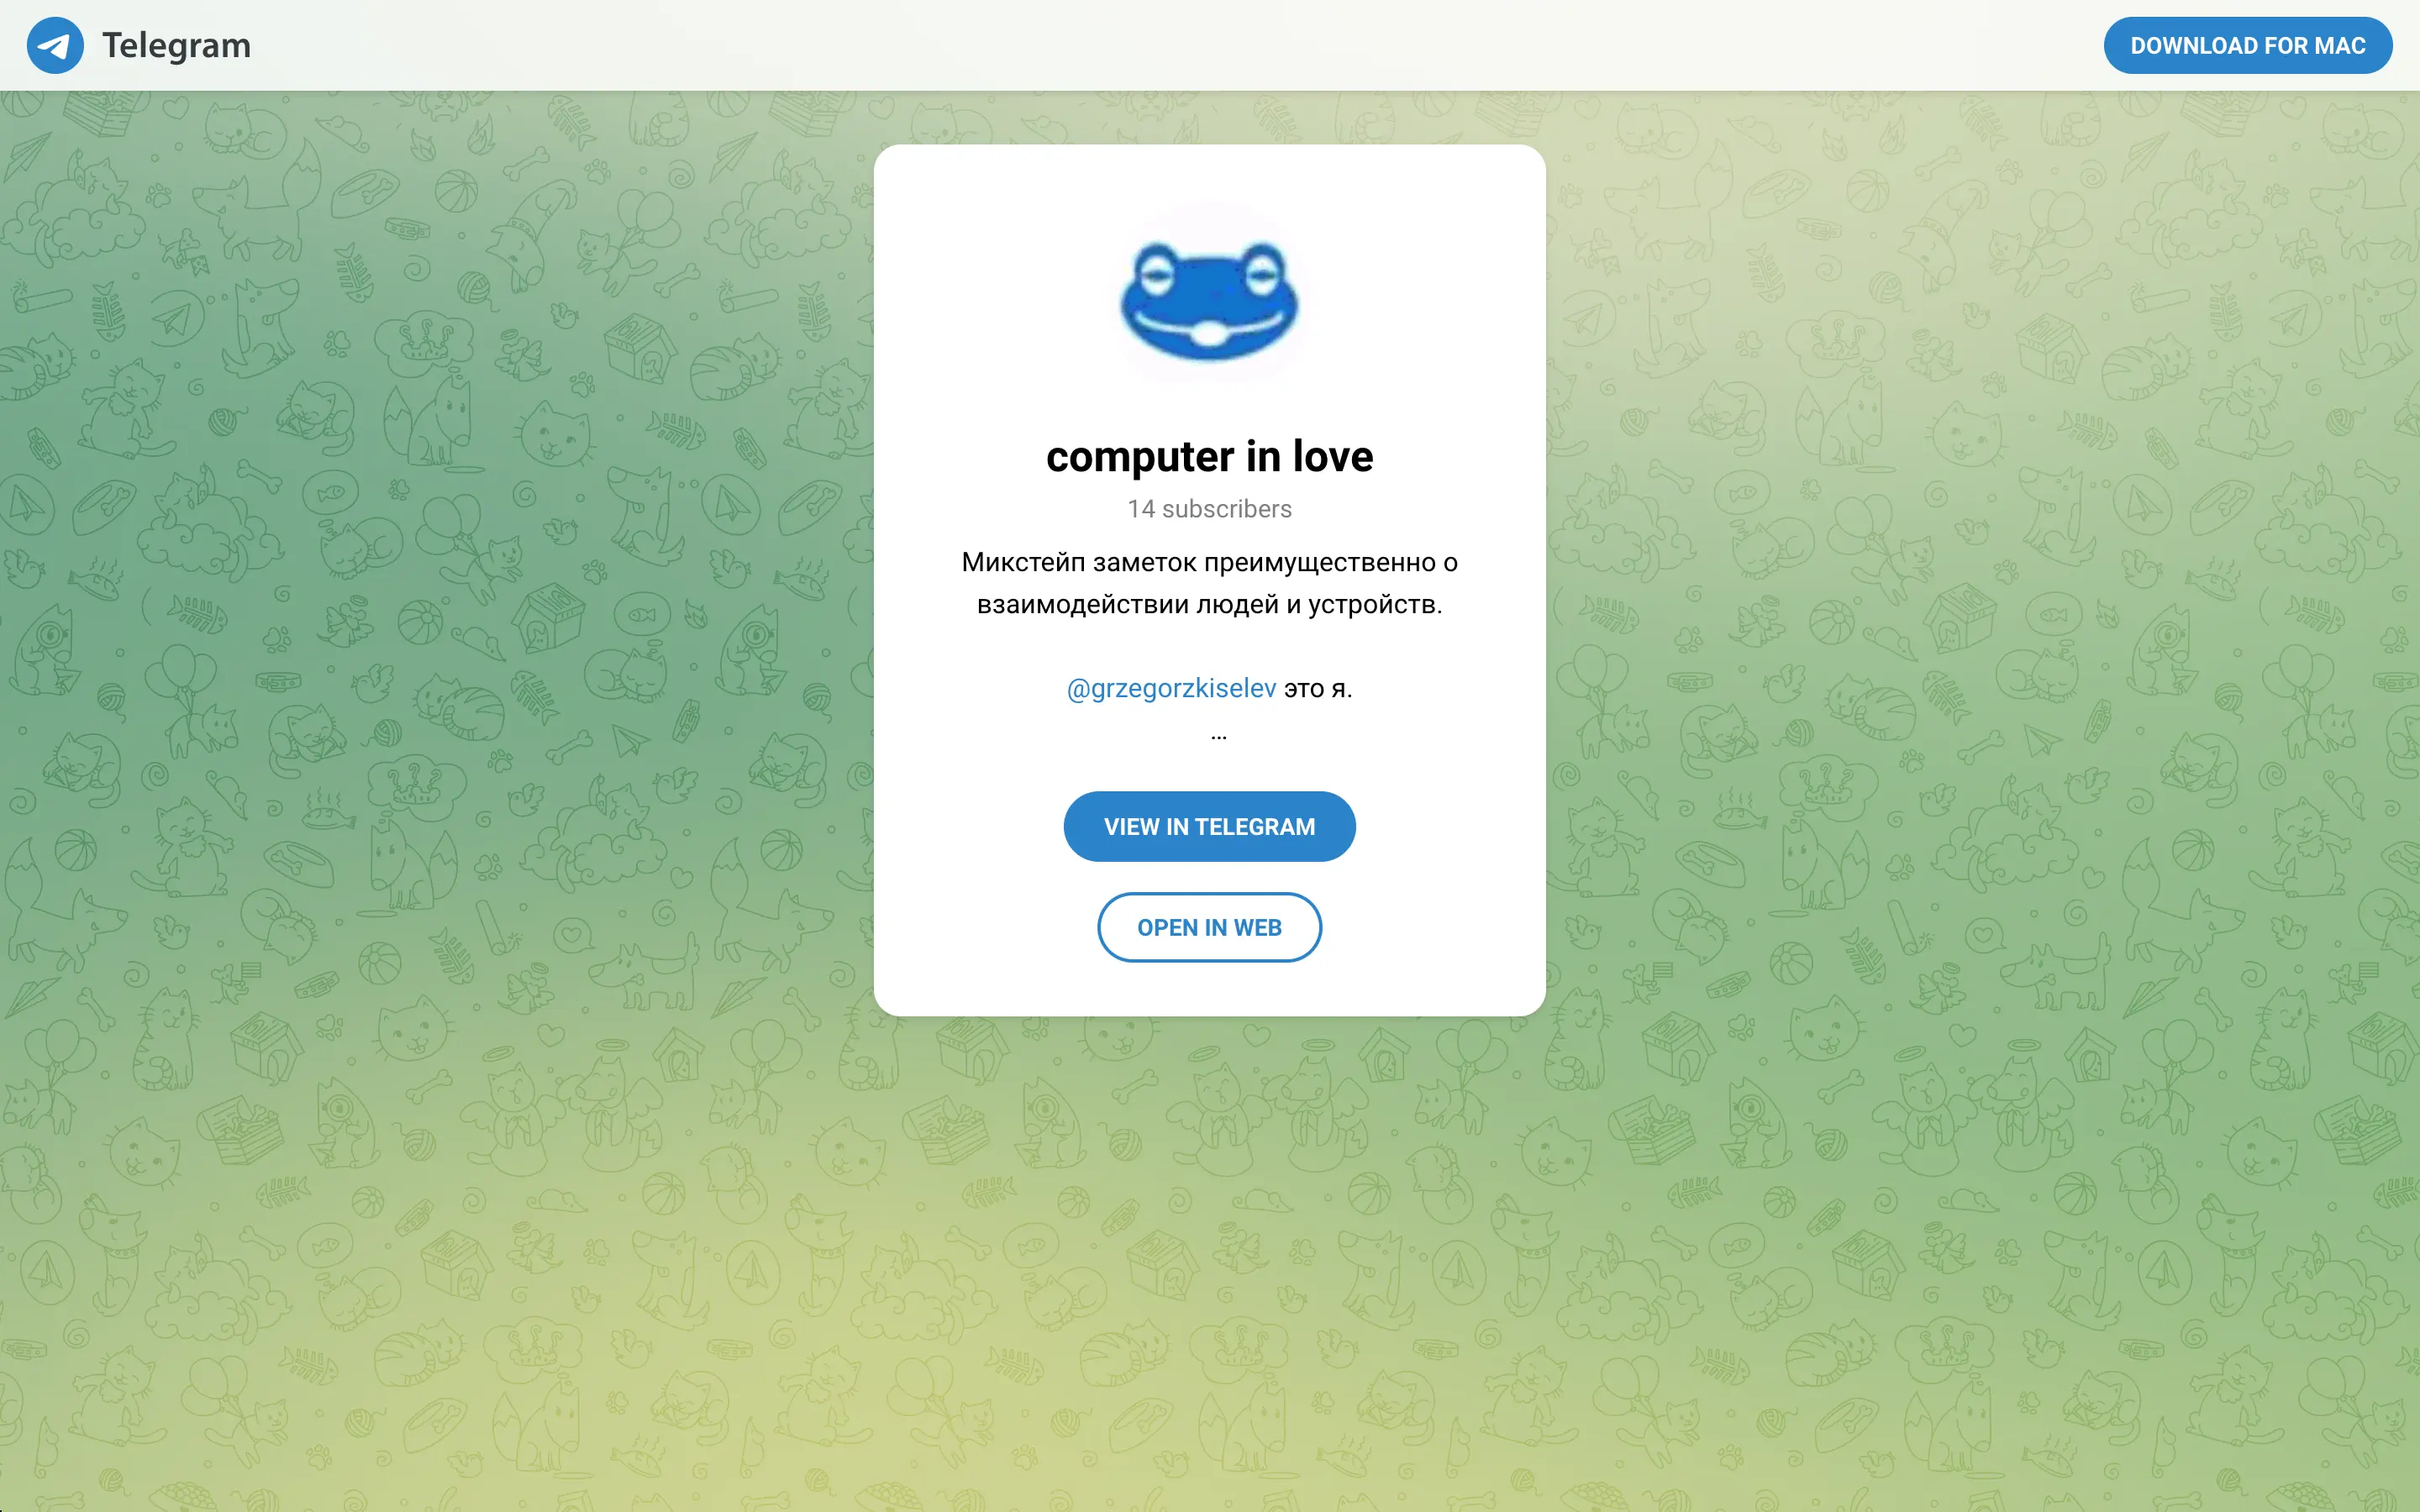 Telegram
DOWNLOAD FOR MAC
computer in love
14 subscribers
Микстейп заметок преимущественно о
взаимодействии людей и устройств.
@grzegorzkiselev это я.
...
VIEW IN TELEGRAM
OPEN IN WEB